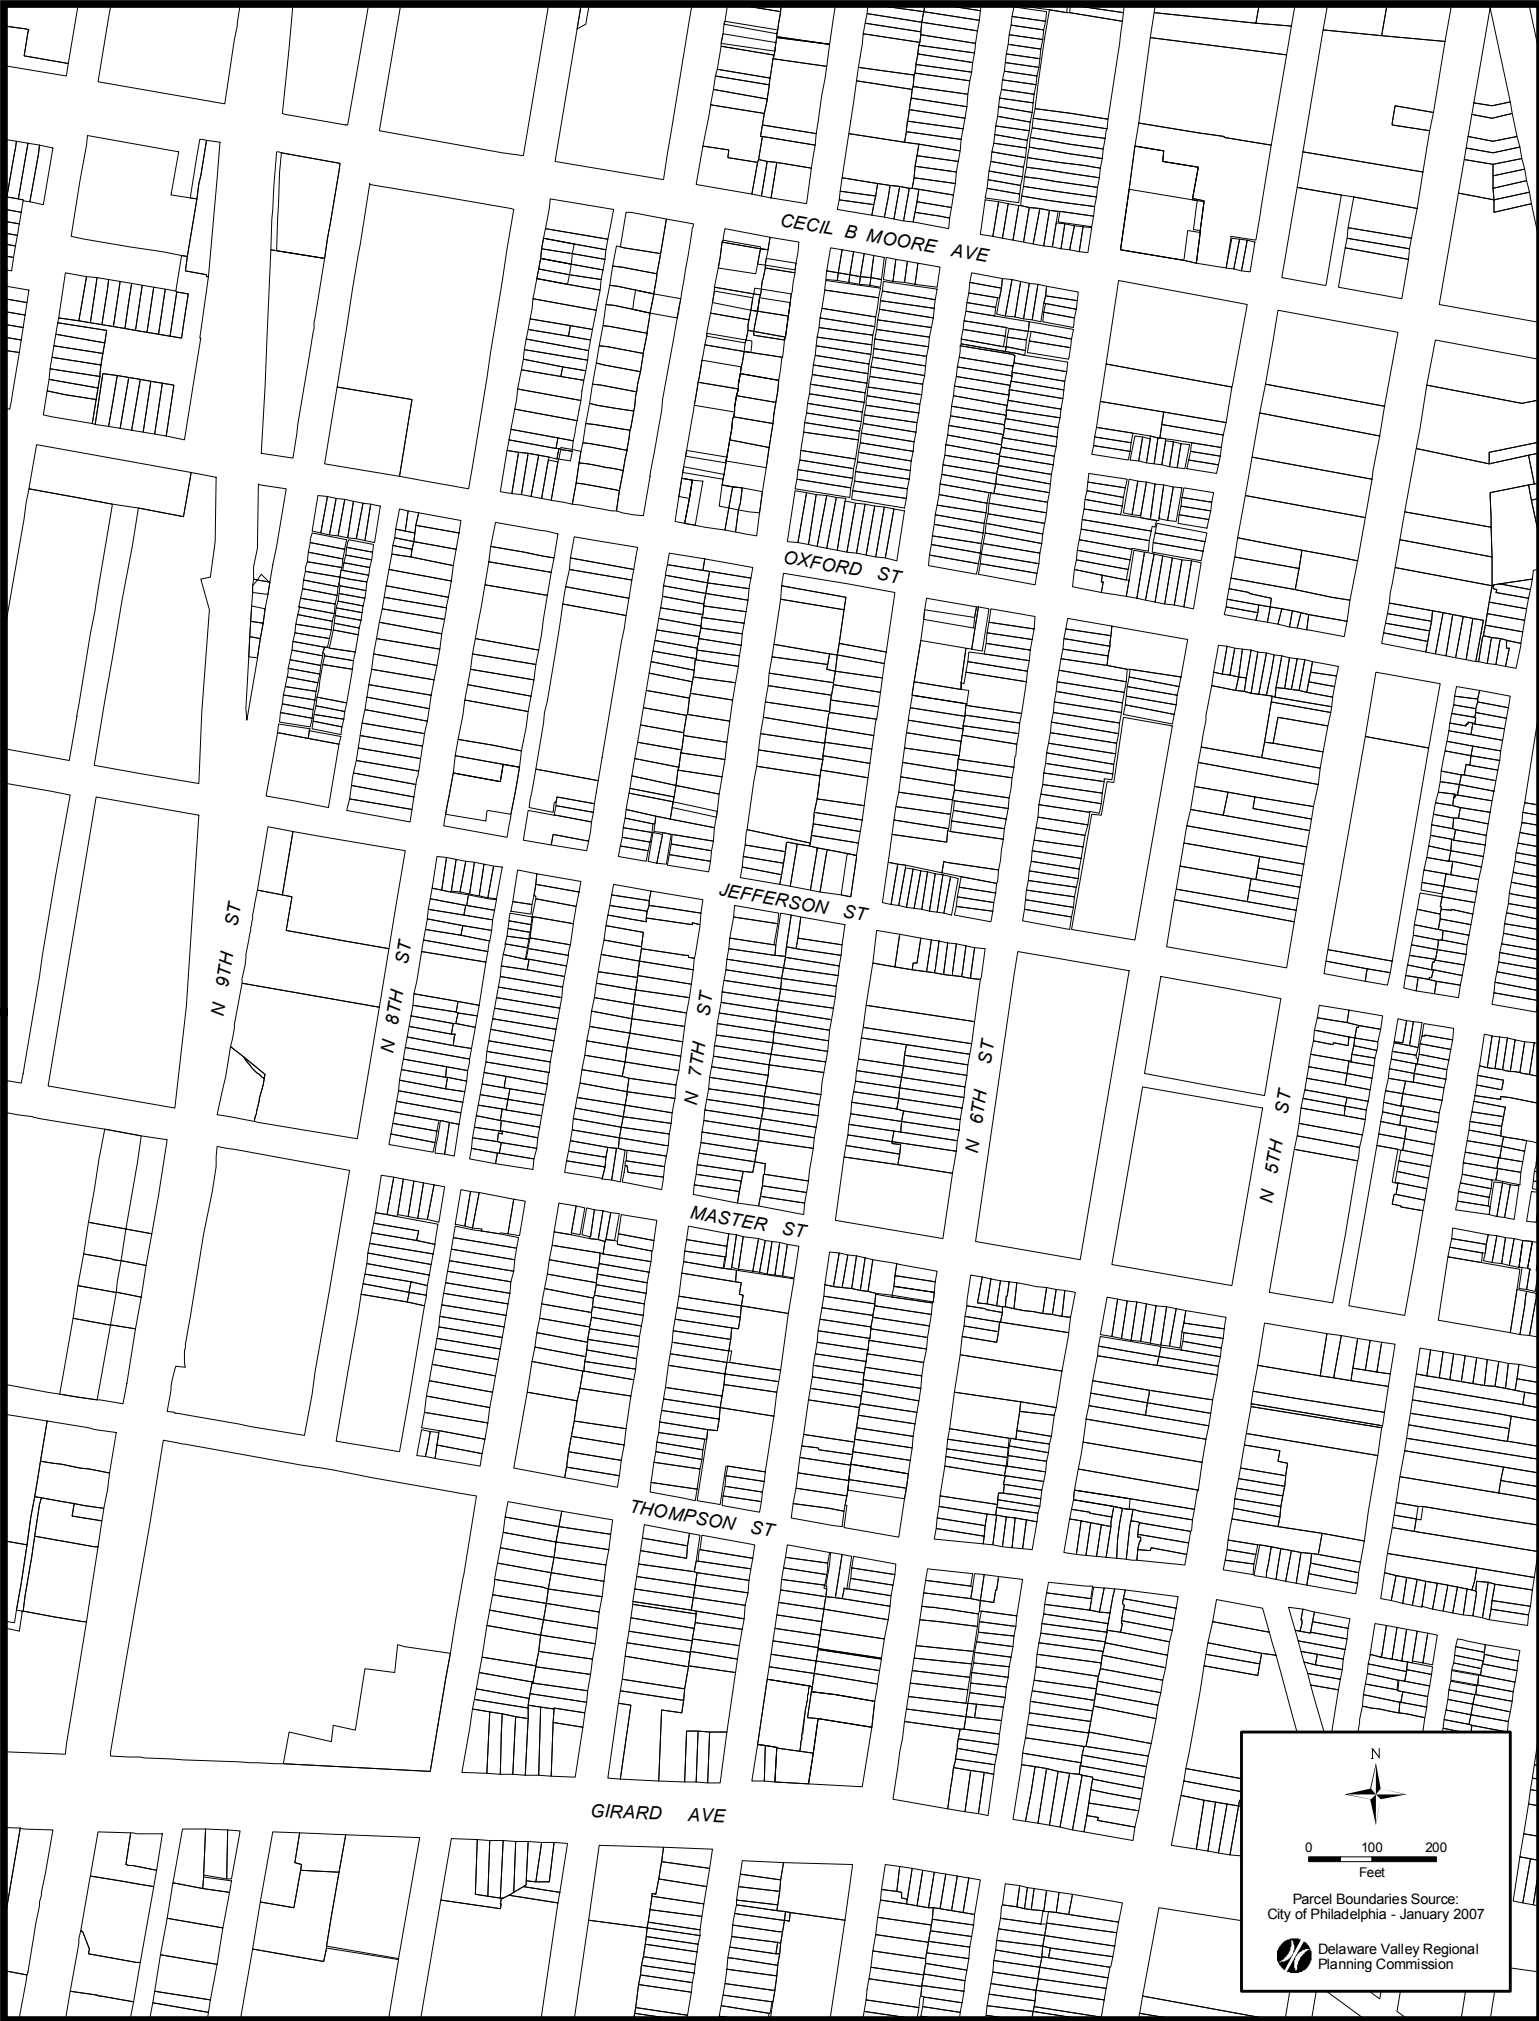 CECIL B MOORE AVE
OXFORD ST
JEFFERSON ST
N 9TH ST
N 8TH ST
N 7TH ST
N 6TH ST
N 5TH ST
MASTER ST
THOMPSON ST
GIRARD AVE
N
0 100 200
Feet
Parcel Boundaries Source:
City of Philadelphia - January 2007
Delaware Valley Regional
Planning Commission